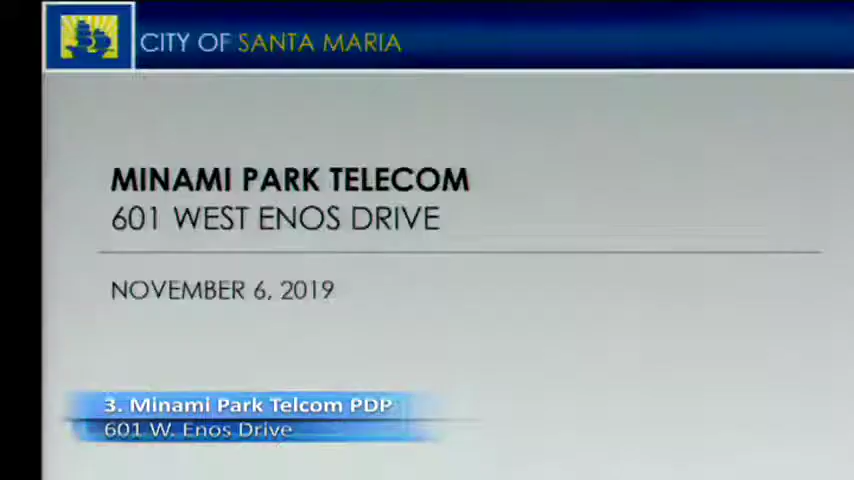 CITY OF SANTA MARIA
MINAMI PARK TELECOM
601 WEST ENOS DRIVE
NOVEMBER 6, 2019
3. Minami Park Telcom PDP
601 W. Enos Drive